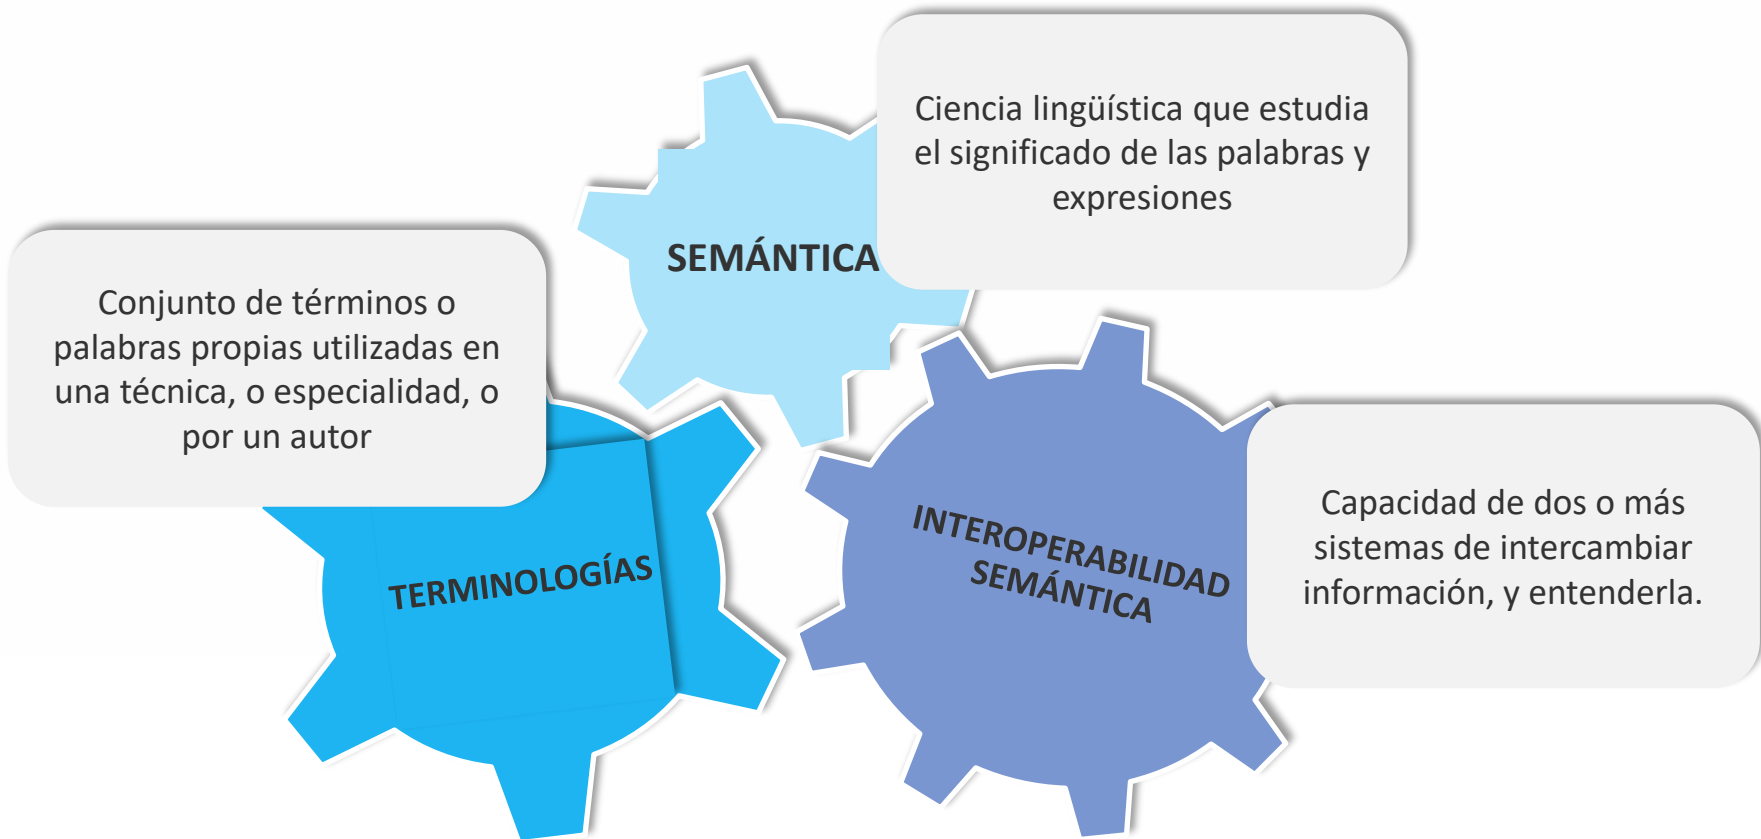 Ciencia lingüística que estudia
el significado de las palabras y
expresiones
SEMÁNTICA
Conjunto de términos o
palabras propias utilizadas en
una técnica, o especialidad, o
por un autor
TERMINOLOGÍAS
INTEROPERABILIDAD
SEMÁNTICA
Capacidad de dos o más
sistemas de intercambiar
información, y entenderla.